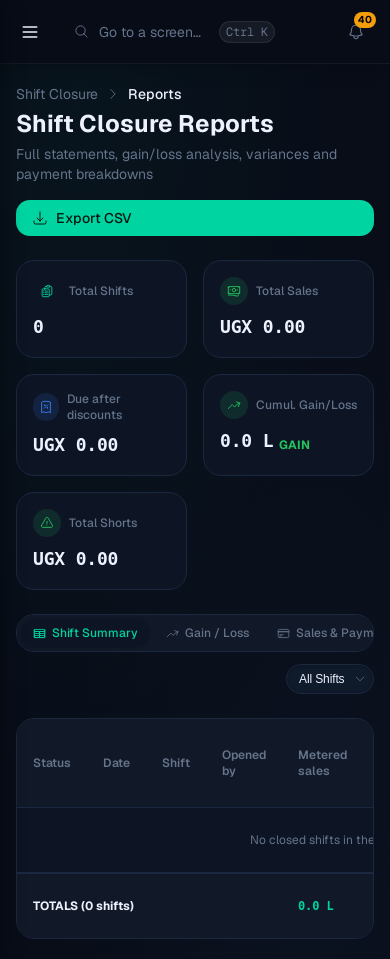 40
Go to a screen... Ctrl K
Shift Closure > Reports
Shift Closure Reports
Full statements, gain/loss analysis, variances and
payment breakdowns
Export CSV
Total Shifts
0
Total Sales
UGX 0.00
Due after
discounts
UGX 0.00
Cumul. Gain/Loss
0.0 L GAIN
Total Shorts
UGX 0.00
Shift Summary Gain / Loss Sales & Paym
All Shifts
Status Date Shift Opened by Metered sales
No closed shifts in the
TOTALS (0 shifts) 0.0 L